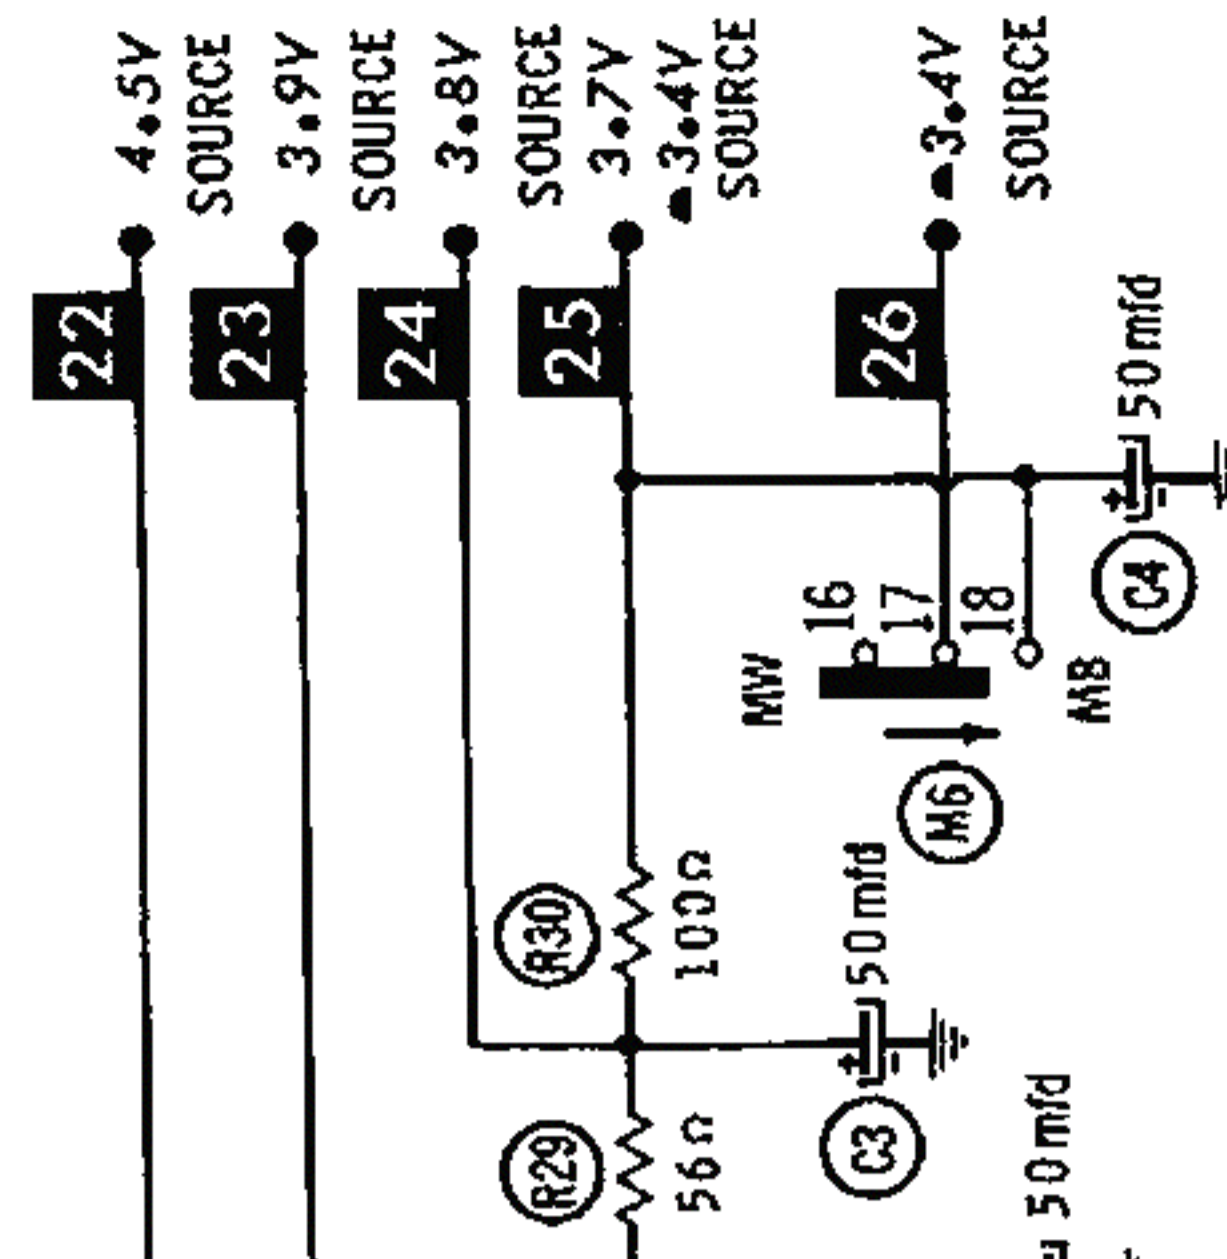 22
4.5V
SOURCE
23
3.9V
SOURCE
24
3.8V
SOURCE
25
3.7V
3.4V
SOURCE
26
3.4V
SOURCE
50mfd
C4
16
17
18
MW
M6
R30
100Ω
50mfd
C3
R29
56Ω
50mfd